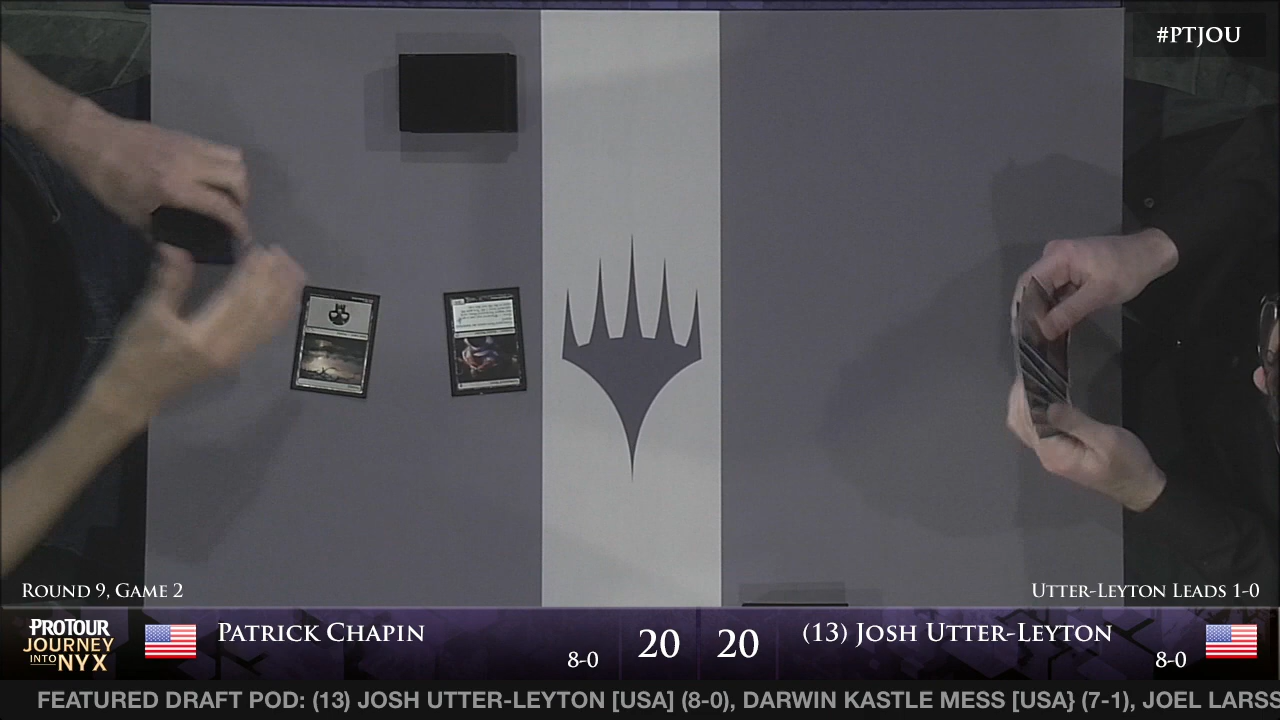 #PTJOU
ROUND 9, GAME 2
UTTER-LEYTON LEADS 1-0
PROTOUR
JOURNEY
INTO NYX
PATRICK CHAPIN
8-0
20
20
(13) JOSH UTTER-LEYTON
8-0
FEATURED DRAFT POD: (13) JOSH UTTER-LEYTON [USA] (8-0), DARWIN KASTLE MESS [USA} (7-1), JOEL LARSS